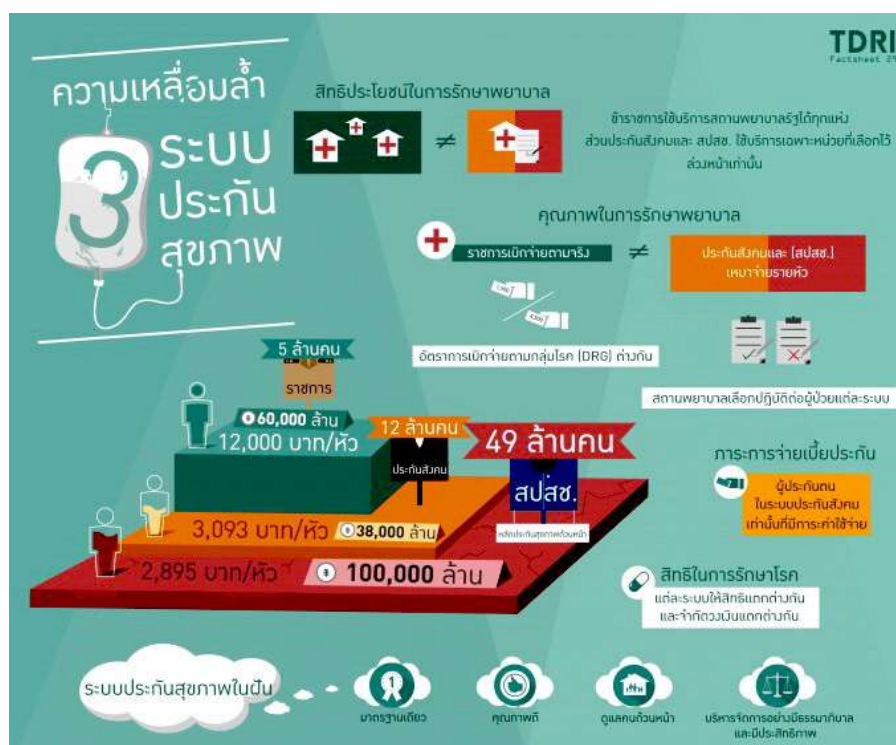 TDRI
Factsheet 29
ความเหลื่อมล้ำ
3 ระบบ
ประกัน
สุขภาพ
สิทธิประโยชน์ในการรักษาพยาบาล
≠
ข้าราชการใช้บริการสถานพยาบาลรัฐได้ทุกแห่ง
ส่วนประกันสังคมและ สปสช. ใช้บริการเฉพาะหน่วยที่เลือกไว้
ล่วงหน้าเท่านั้น
คุณภาพในการรักษาพยาบาล
ราชการเบิกจ่ายตามจริง
≠
ประกันสังคมและ [สปสช.]
เหมาจ่ายรายหัว
อัตราการเบิกจ่ายตามกลุ่มโรค (DRG) ต่างกัน
สถานพยาบาลเลือกปฏิบัติต่อผู้ป่วยแต่ละระบบ
5 ล้านคน
ราชการ
60,000 ล้าน
12,000 บาท/หัว
12 ล้านคน
ประกันสังคม
3,093 บาท/หัว
38,000 ล้าน
49 ล้านคน
สปสช.
หลักประกันสุขภาพถ้วนหน้า
2,895 บาท/หัว
100,000 ล้าน
ภาระการจ่ายเบี้ยประกัน
ผู้ประกันตน
ในระบบประกันสังคม
เท่านั้นที่มีภาระค่าใช้จ่าย
สิทธิในการรักษาโรค
แต่ละระบบให้สิทธิแตกต่างกัน
และจำกัดวงเงินแตกต่างกัน
ระบบประกันสุขภาพในฝัน
1
มาตรฐานเดียว
คุณภาพดี
ดูแลคนถ้วนหน้า
บริหารจัดการอย่างมีธรรมาภิบาล
และมีประสิทธิภาพ